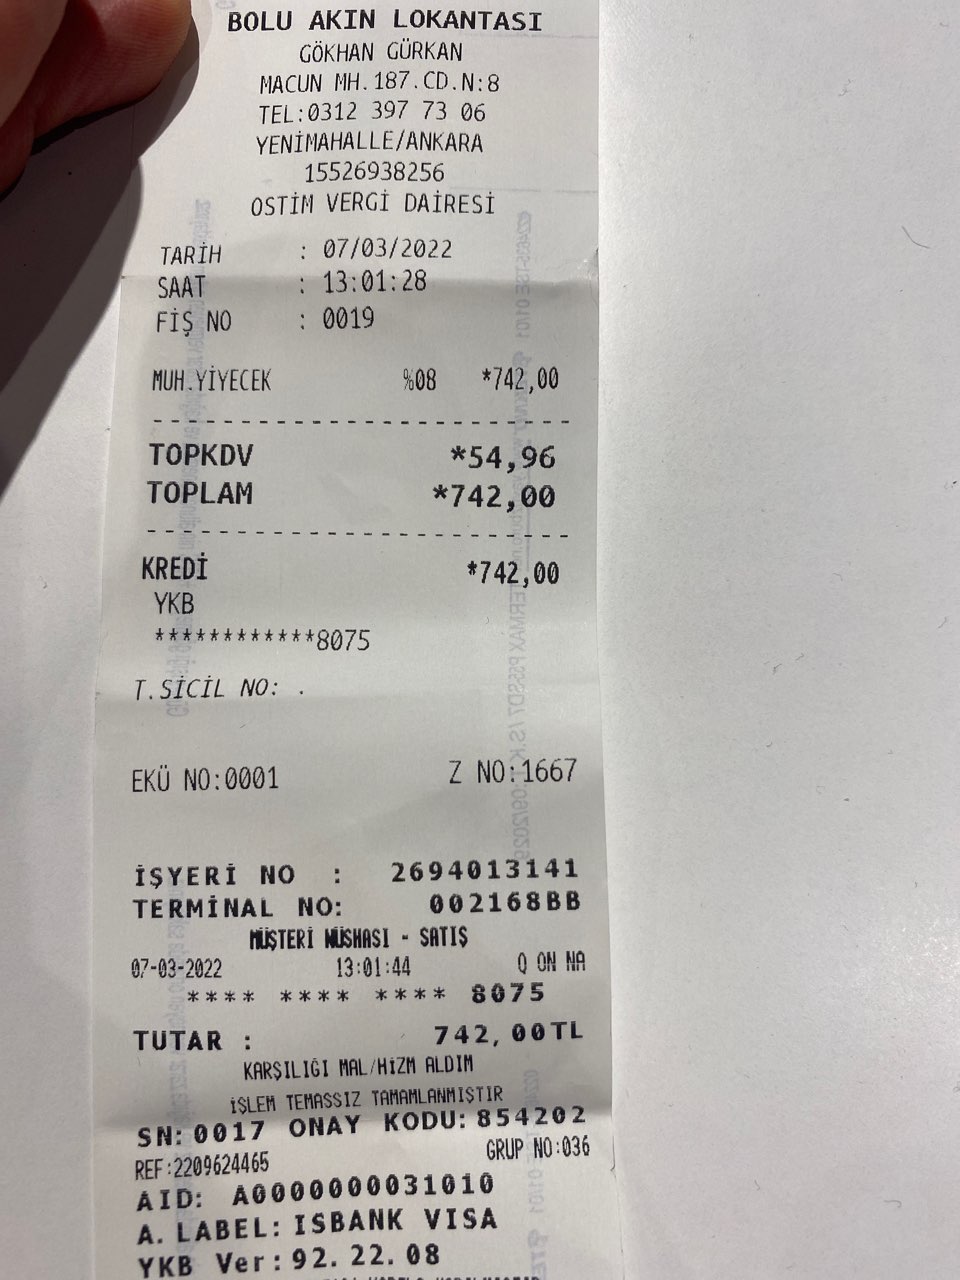 BOLU AKIN LOKANTASI
GÖKHAN GÜRKAN
MACUN MH.187.CD.N:8
TEL:0312 397 73 06
YENİMAHALLE/ANKARA
15526938256
OSTİM VERGİ DAİRESİ
TARİH : 07/03/2022
SAAT : 13:01:28
FİŞ NO : 0019
MUH.YİYECEK %08 *742,00
TOPKDV *54,96
TOPLAM *742,00
KREDİ *742,00
YKB
************8075
T.SİCİL NO: .
EKÜ NO:0001 Z NO:1667
İŞYERİ NO : 2694013141
TERMİNAL NO: 002168BB
MÜŞTERİ NÜSHASI - SATIŞ
07-03-2022 13:01:44 Q ON NA
**** **** **** 8075
TUTAR : 742,00TL
KARŞILIĞI MAL/HİZM ALDIM
İŞLEM TEMASSIZ TAMAMLANMIŞTIR
SN:0017 ONAY KODU:854202
REF:2209624465 GRUP NO:036
AID: A0000000031010
A.LABEL: ISBANK VISA
YKB Ver:92.22.08